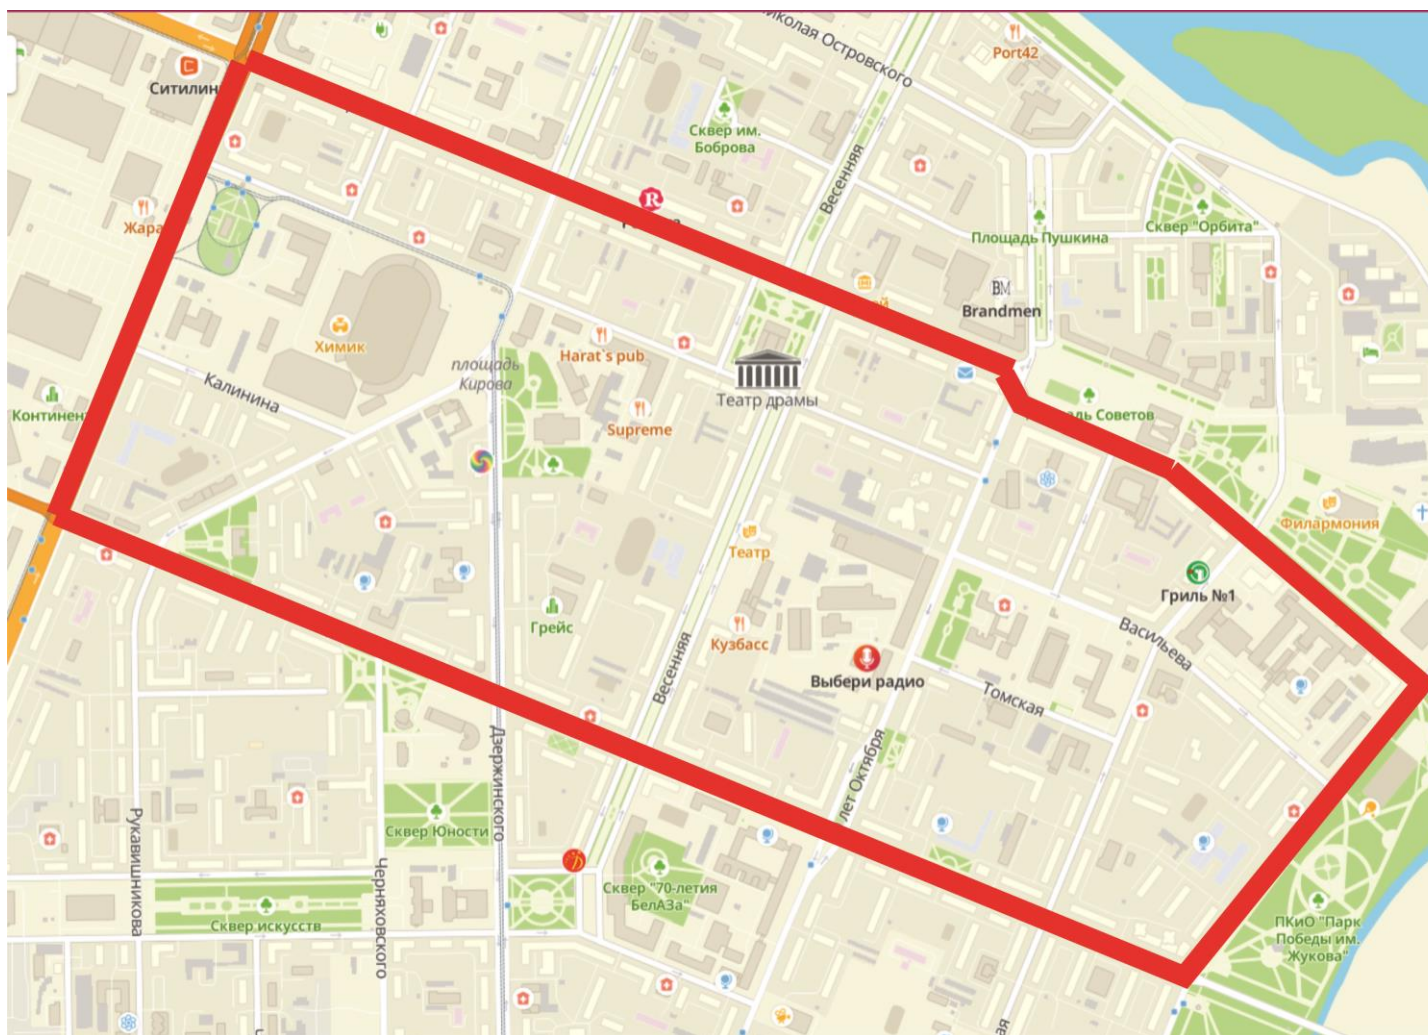 Николая Островского
Port42
Ситилин
Сквер им.
Боброва
Весенняя
Жара
R
Площадь Пушкина
Сквер "Орбита"
BM
Brandmen
Химик
Harat`s pub
площадь
Кирова
Калинина
Театр драмы
Континент
Supreme
Советов
Филармония
Театр
Гриль №1
Грейс
Кузбасс
Васильева
Весенняя
Выбери радио
Томская
Дзержинского
лет Октября
Сквер Юности
Рукавишникова
Черняховского
Сквер "70-летия
БелАЗа"
Сквер искусств
ПКиО "Парк
Победы им.
Жукова"